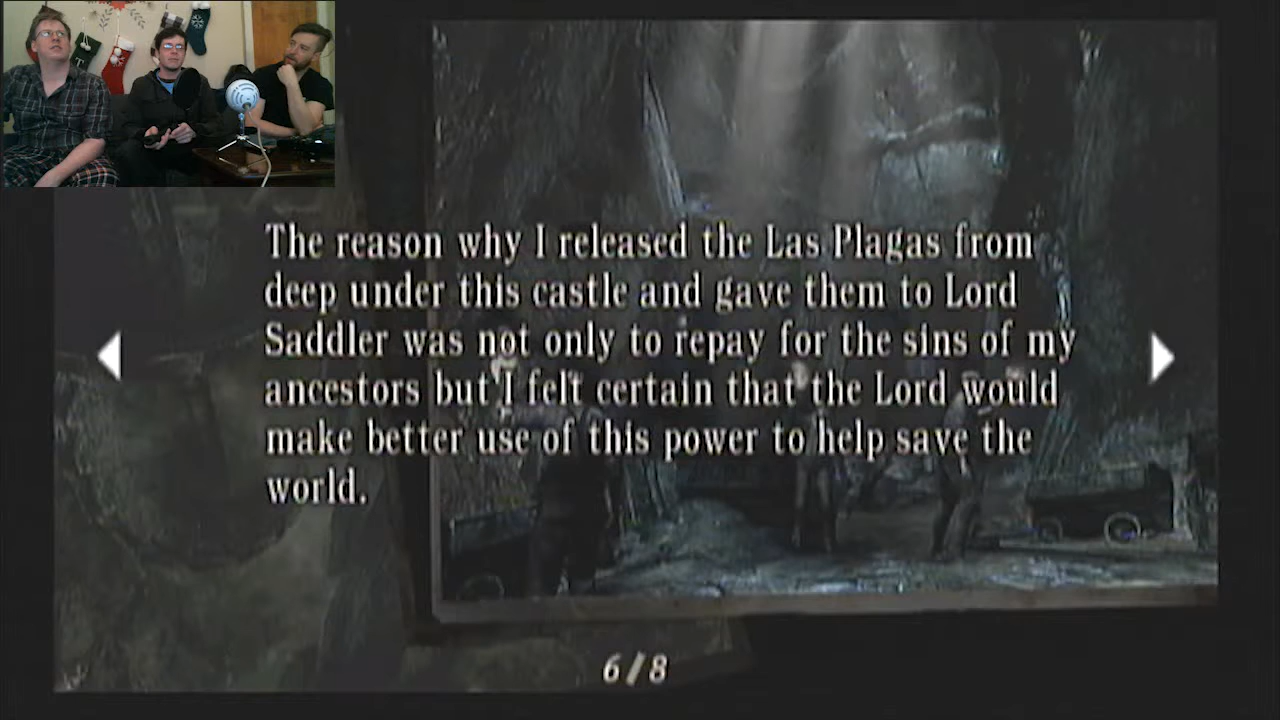 The reason why I released the Las Plagas from
deep under this castle and gave them to Lord
Saddler was not only to repay for the sins of my
ancestors but I felt certain that the Lord would
make better use of this power to help save the
world.
6/8